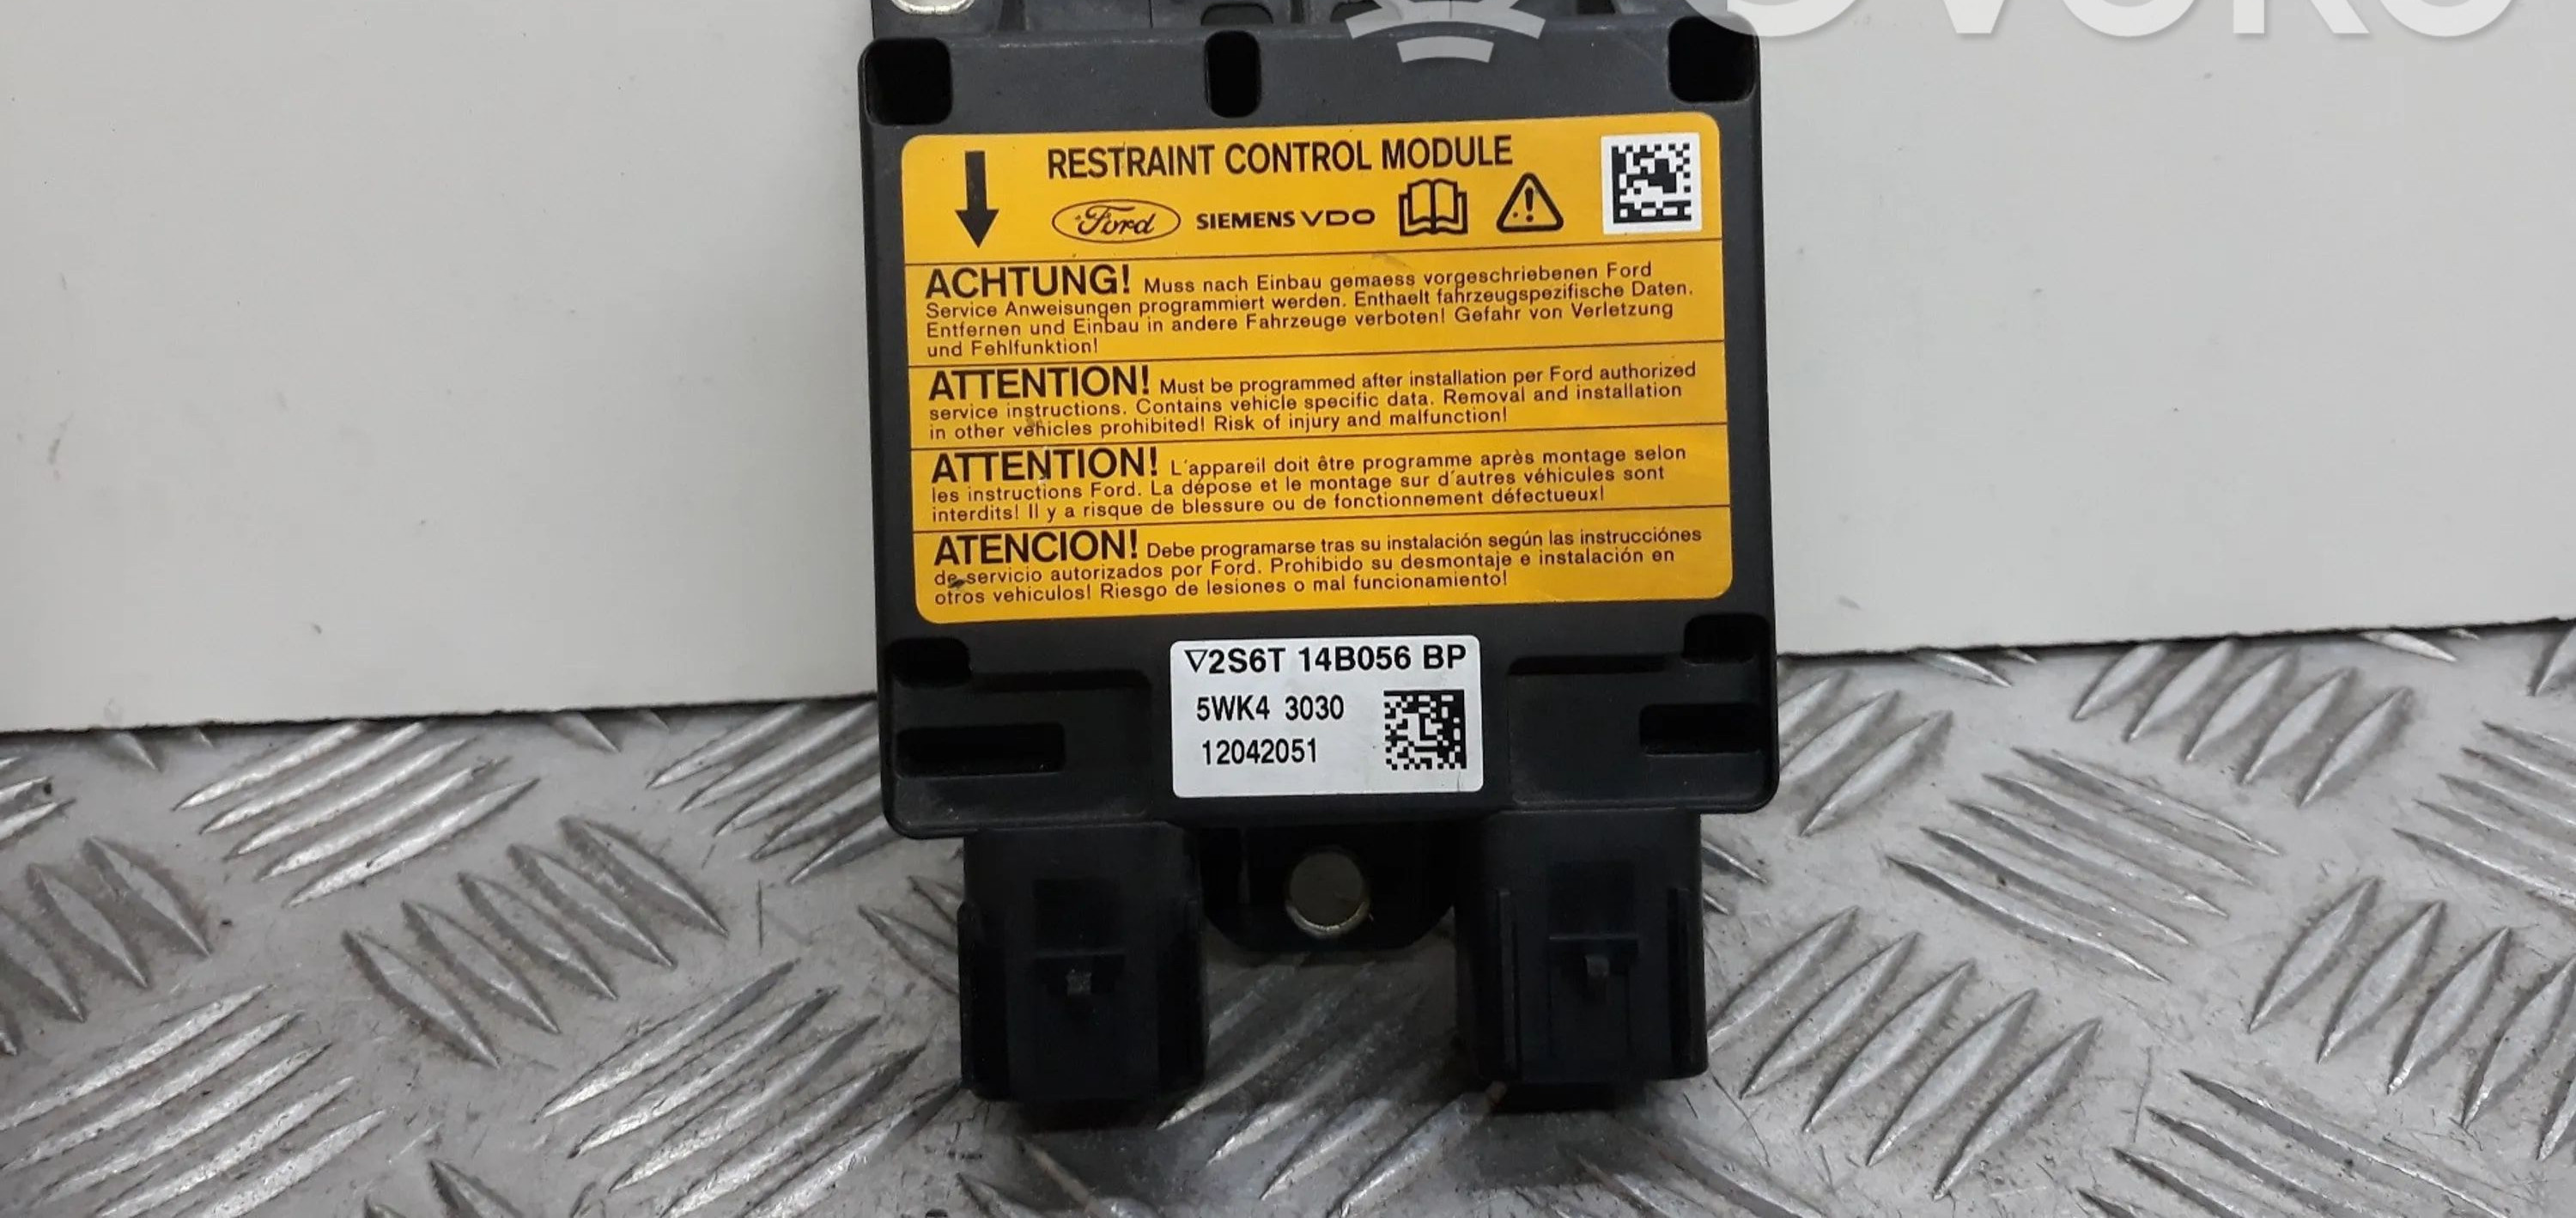 RESTRAINT CONTROL MODULE
Ford SIEMENS VDO
ACHTUNG! Muss nach Einbau gemaess vorgeschriebenen Ford
Service Anweisungen programmiert werden. Enthaelt fahrzeugspezifische Daten.
Entfernen und Einbau in andere Fahrzeuge verboten! Gefahr von Verletzung
und Fehlfunktion!
ATTENTION! Must be programmed after installation per Ford authorized
service instructions. Contains vehicle specific data. Removal and installation
in other vehicles prohibited! Risk of injury and malfunction!
ATTENTION! L'appareil doit être programme après montage selon
les instructions Ford. La dépose et le montage sur d'autres véhicules sont
interdits! Il y a risque de blessure ou de fonctionnement défectueux!
ATENCION! Debe programarse tras su instalación según las instrucciónes
de servicio autorizados por Ford. Prohibido su desmontaje e instalación en
otros vehiculos! Riesgo de lesiones o mal funcionamiento!
▽2S6T 14B056 BP
5WK4 3030
12042051